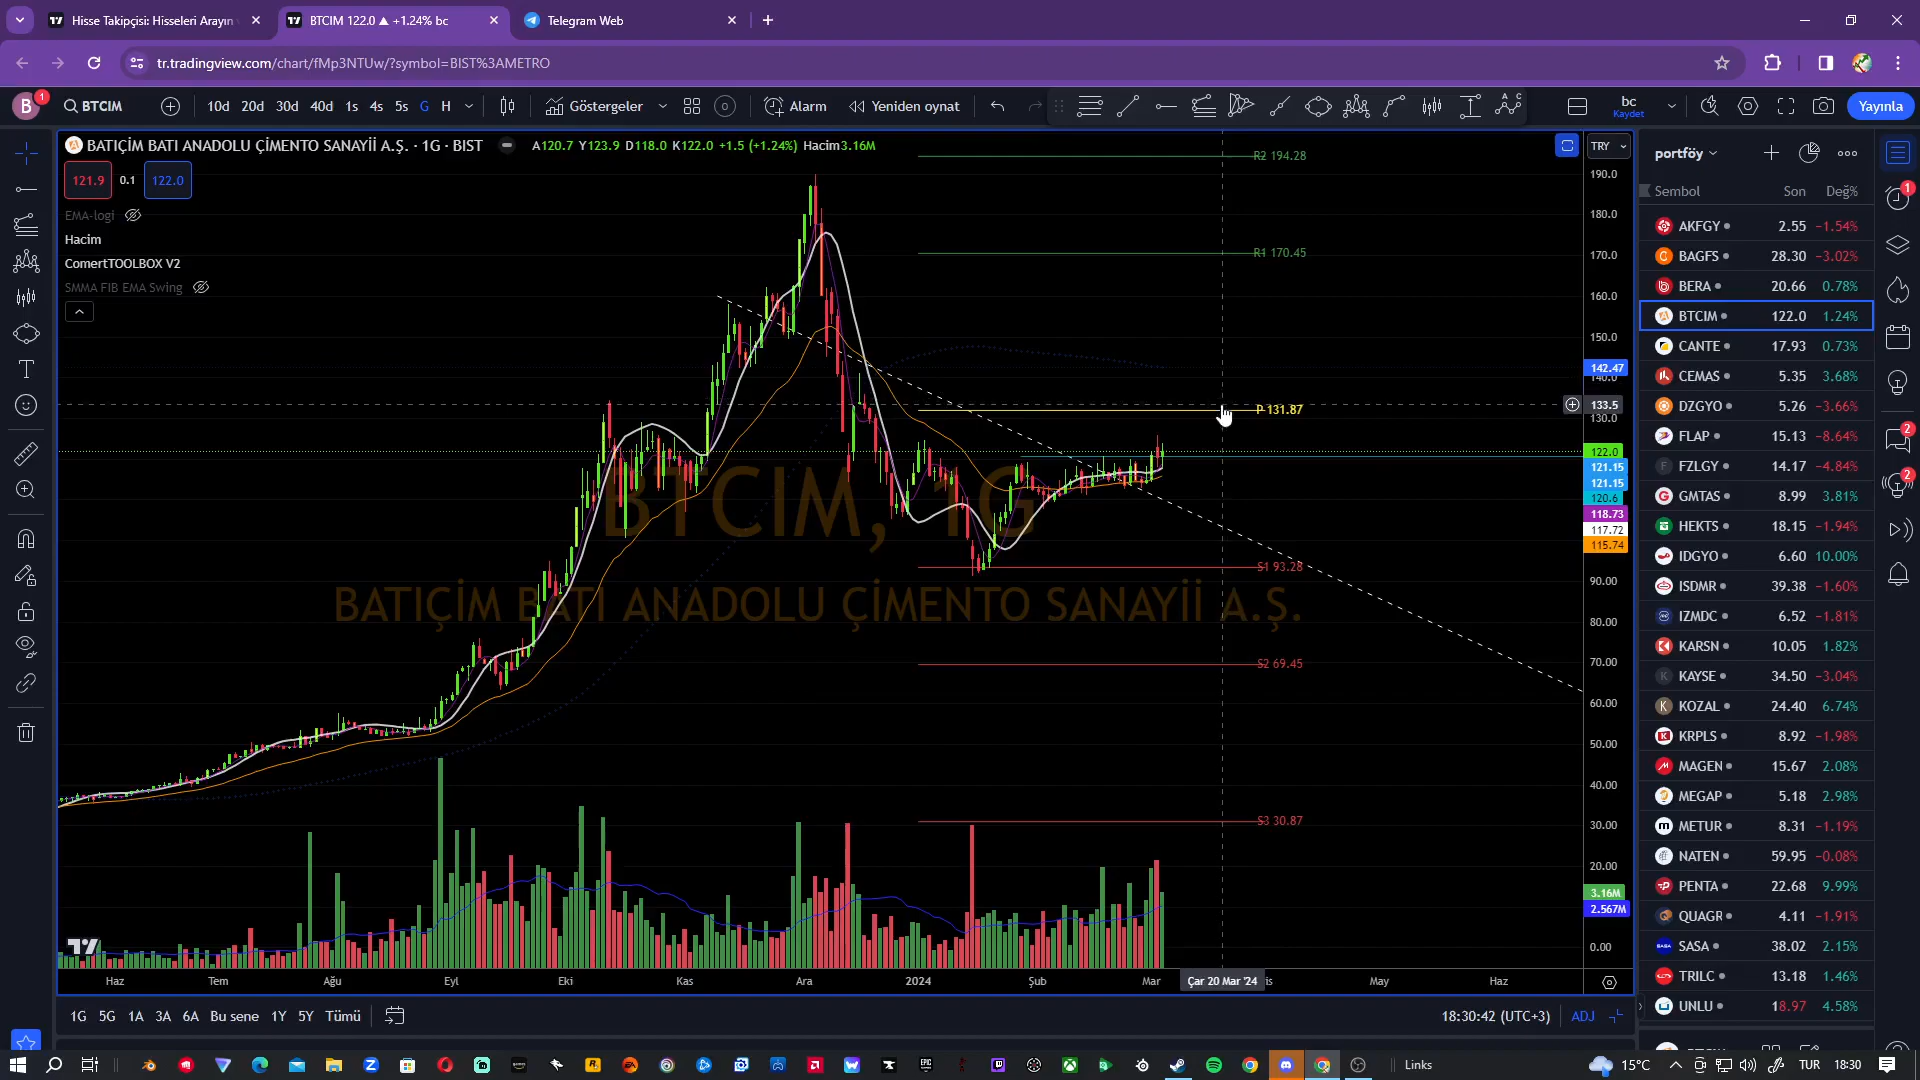 Hisse Takipçisi: Hisseleri Arayın
BTCIM 122.0 ▲ +1.24% bc
Telegram Web
tr.tradingview.com/chart/fMp3NTUw/?symbol=BIST%3AMETRO
B
1
BTCIM
10d
20d
30d
40d
1s
4s
5s
G
H
Göstergeler
Alarm
Yeniden oynat
bc
Kaydet
Yayınla
BATIÇİM BATI ANADOLU ÇİMENTO SANAYİİ A.Ş. · 1G · BIST
A120.7 Y123.9 D118.0 K122.0 +1.5 (+1.24%) Hacim3.16M
121.9
0.1
122.0
EMA-logi
Hacim
ComertTOOLBOX V2
SMMA FIB EMA Swing
BTCIM, 1G
BATIÇİM BATI ANADOLU ÇİMENTO SANAYİİ A.Ş.
R2 194.28
R1 170.45
P 131.87
S1 93.28
S2 69.45
S3 30.87
TRY
190.0
180.0
170.0
160.0
150.0
142.47
140.0
133.5
130.0
122.0
121.15
121.15
120.6
118.73
117.72
115.74
90.00
80.00
70.00
60.00
50.00
40.00
30.00
20.00
3.16M
2.567M
0.00
Haz
Tem
Ağu
Eyl
Eki
Kas
Ara
2024
Şub
Mar
Çar 20 Mar '24
is
May
Haz
1G
5G
1A
3A
6A
Bu sene
1Y
5Y
Tümü
18:30:42 (UTC+3)
ADJ
portföy
Sembol Son Değ%
AKFGY 2.55 −1.54%
BAGFS 28.30 −3.02%
BERA 20.66 0.78%
BTCIM 122.0 1.24%
CANTE 17.93 0.73%
CEMAS 5.35 3.68%
DZGYO 5.26 −3.66%
FLAP 15.13 −8.64%
FZLGY 14.17 −4.84%
GMTAS 8.99 3.81%
HEKTS 18.15 −1.94%
IDGYO 6.60 10.00%
ISDMR 39.38 −1.60%
IZMDC 6.52 −1.81%
KARSN 10.05 1.82%
KAYSE 34.50 −3.04%
KOZAL 24.40 6.74%
KRPLS 8.92 −1.98%
MAGEN 15.67 2.08%
MEGAP 5.18 2.98%
METUR 8.31 −1.19%
NATEN 59.95 −0.08%
PENTA 22.68 9.99%
QUAGR 4.11 −1.91%
SASA 38.02 2.15%
TRILC 13.18 1.46%
UNLU 18.97 4.58%
1
2
2
Links
15°C
TUR
18:30